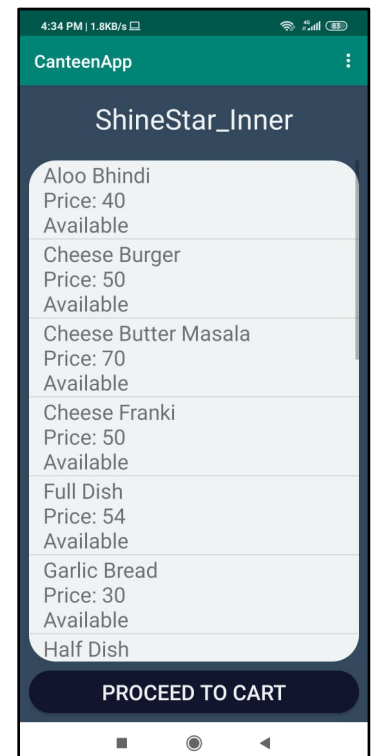 4:34 PM | 1.8KB/s
4G
83
CanteenApp
ShineStar_Inner
Aloo Bhindi
Price: 40
Available
Cheese Burger
Price: 50
Available
Cheese Butter Masala
Price: 70
Available
Cheese Franki
Price: 50
Available
Full Dish
Price: 54
Available
Garlic Bread
Price: 30
Available
Half Dish
PROCEED TO CART